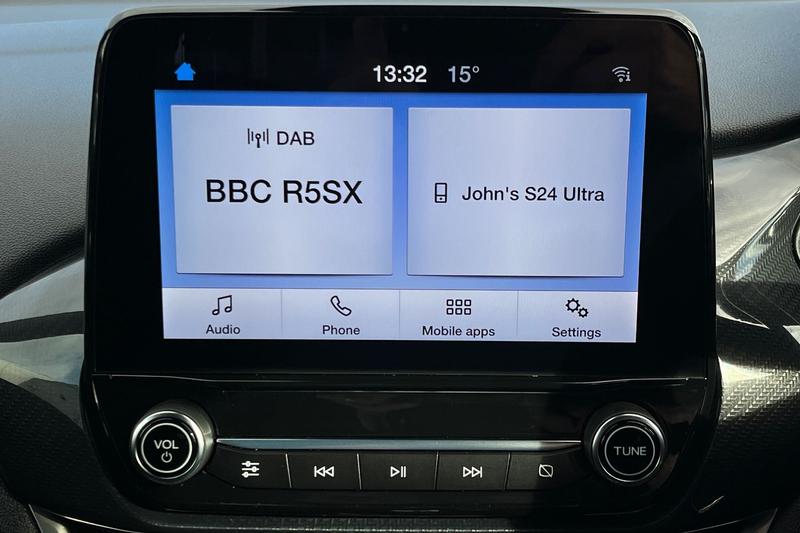 13:32 15°
DAB
BBC R5SX
John's S24 Ultra
Audio
Phone
Mobile apps
Settings
VOL
TUNE